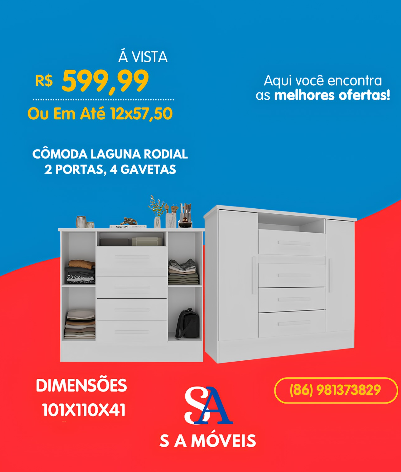 Á VISTA
R$ 599,99
Ou Em Até 12x57,50
Aqui você encontra
as melhores ofertas!
CÔMODA LAGUNA RODIAL
2 PORTAS, 4 GAVETAS
DIMENSÕES
101X110X41
(86) 981373829
SA
S A MÓVEIS